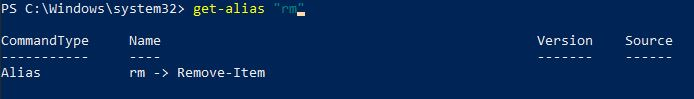 PS C:\Windows\system32> get-alias "rm"
CommandType Name Version Source
----------- ---- ------- ------
Alias rm -> Remove-Item